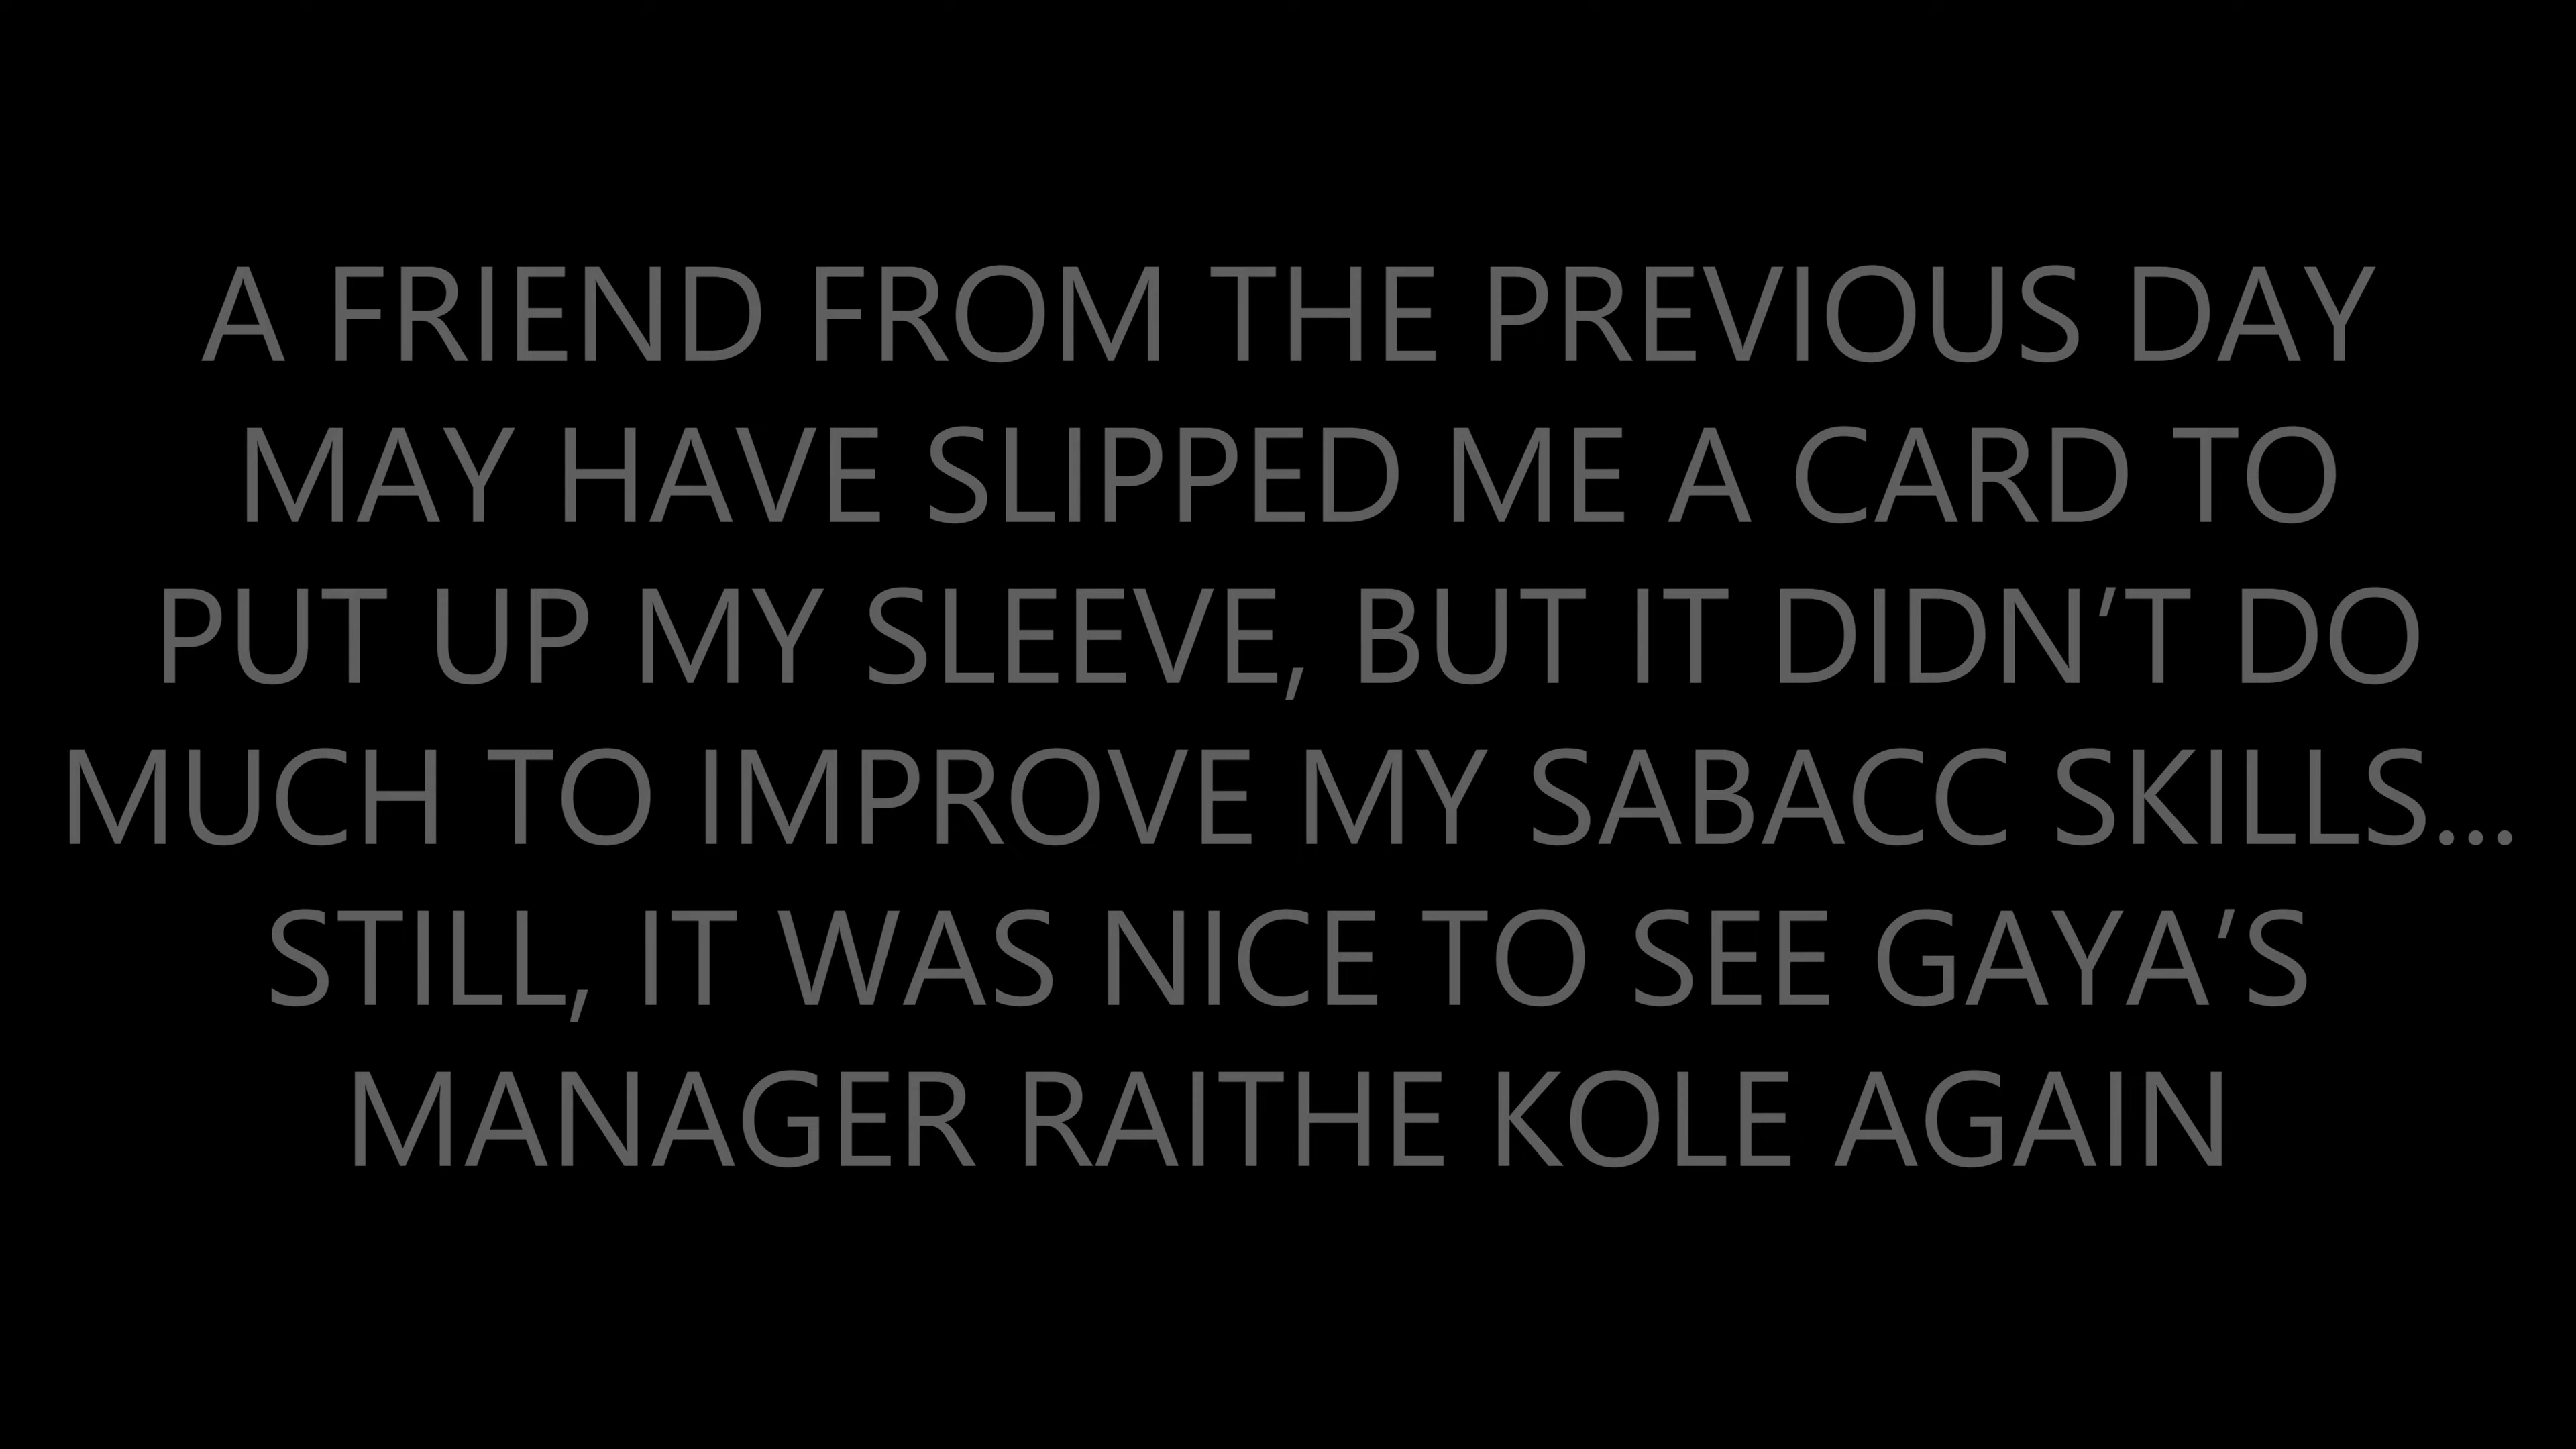 A FRIEND FROM THE PREVIOUS DAY
MAY HAVE SLIPPED ME A CARD TO
PUT UP MY SLEEVE, BUT IT DIDN’T DO
MUCH TO IMPROVE MY SABACC SKILLS...
STILL, IT WAS NICE TO SEE GAYA’S
MANAGER RAITHE KOLE AGAIN